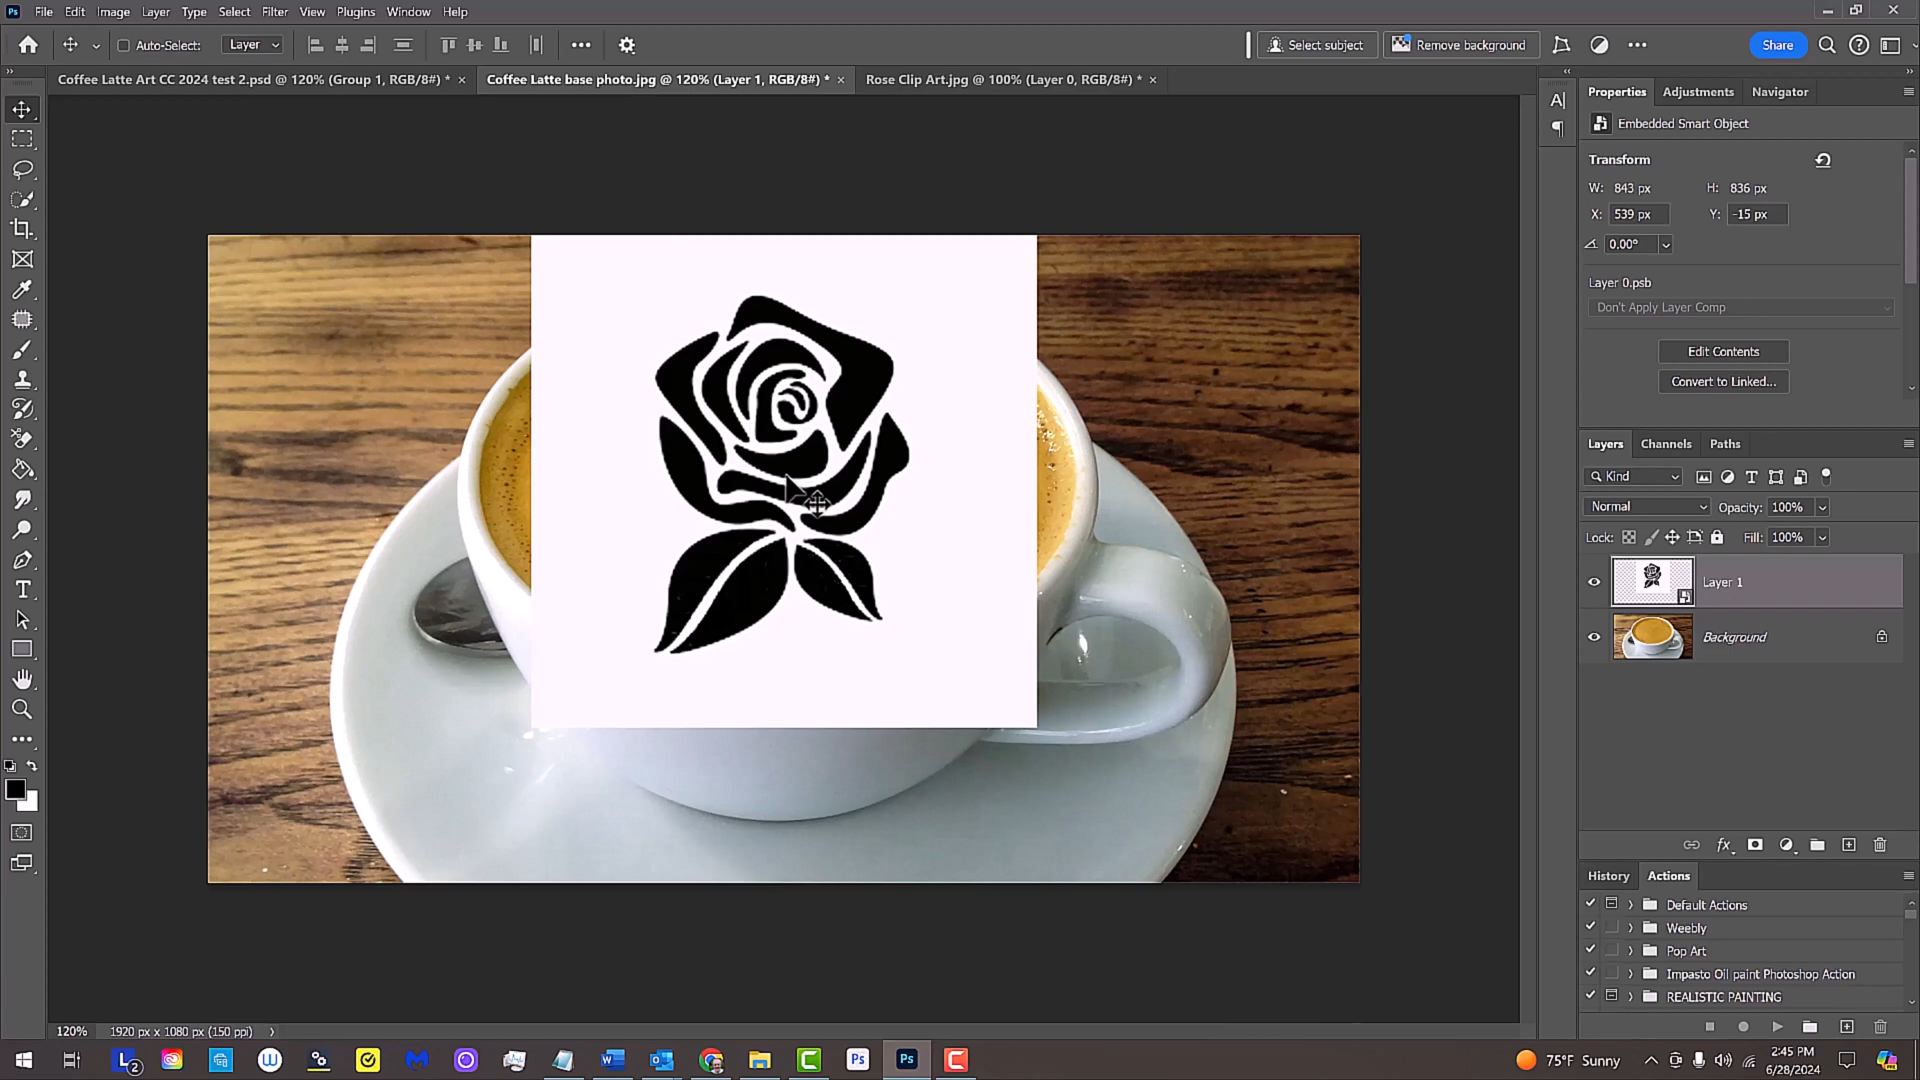 Ps File Edit Image Layer Type Select Filter View Plugins Window Help
Auto-Select: Layer Select subject Remove background Share
Coffee Latte Art CC 2024 test 2.psd @ 120% (Group 1, RGB/8#) * × Coffee Latte base photo.jpg @ 120% (Layer 1, RGB/8#) * × Rose Clip Art.jpg @ 100% (Layer 0, RGB/8#) * ×
Properties Adjustments Navigator
Embedded Smart Object
Transform
W: 843 px H: 836 px
X: 539 px Y: -15 px
0.00°
Layer 0.psb
Don't Apply Layer Comp
Edit Contents
Convert to Linked...
Layers Channels Paths
Kind
Normal Opacity: 100%
Lock: Fill: 100%
Layer 1
Background
fx
History Actions
Default Actions
Weebly
Pop Art
Impasto Oil paint Photoshop Action
REALISTIC PAINTING
120% 1920 px x 1080 px (150 ppi)
75°F Sunny
2:45 PM
6/28/2024